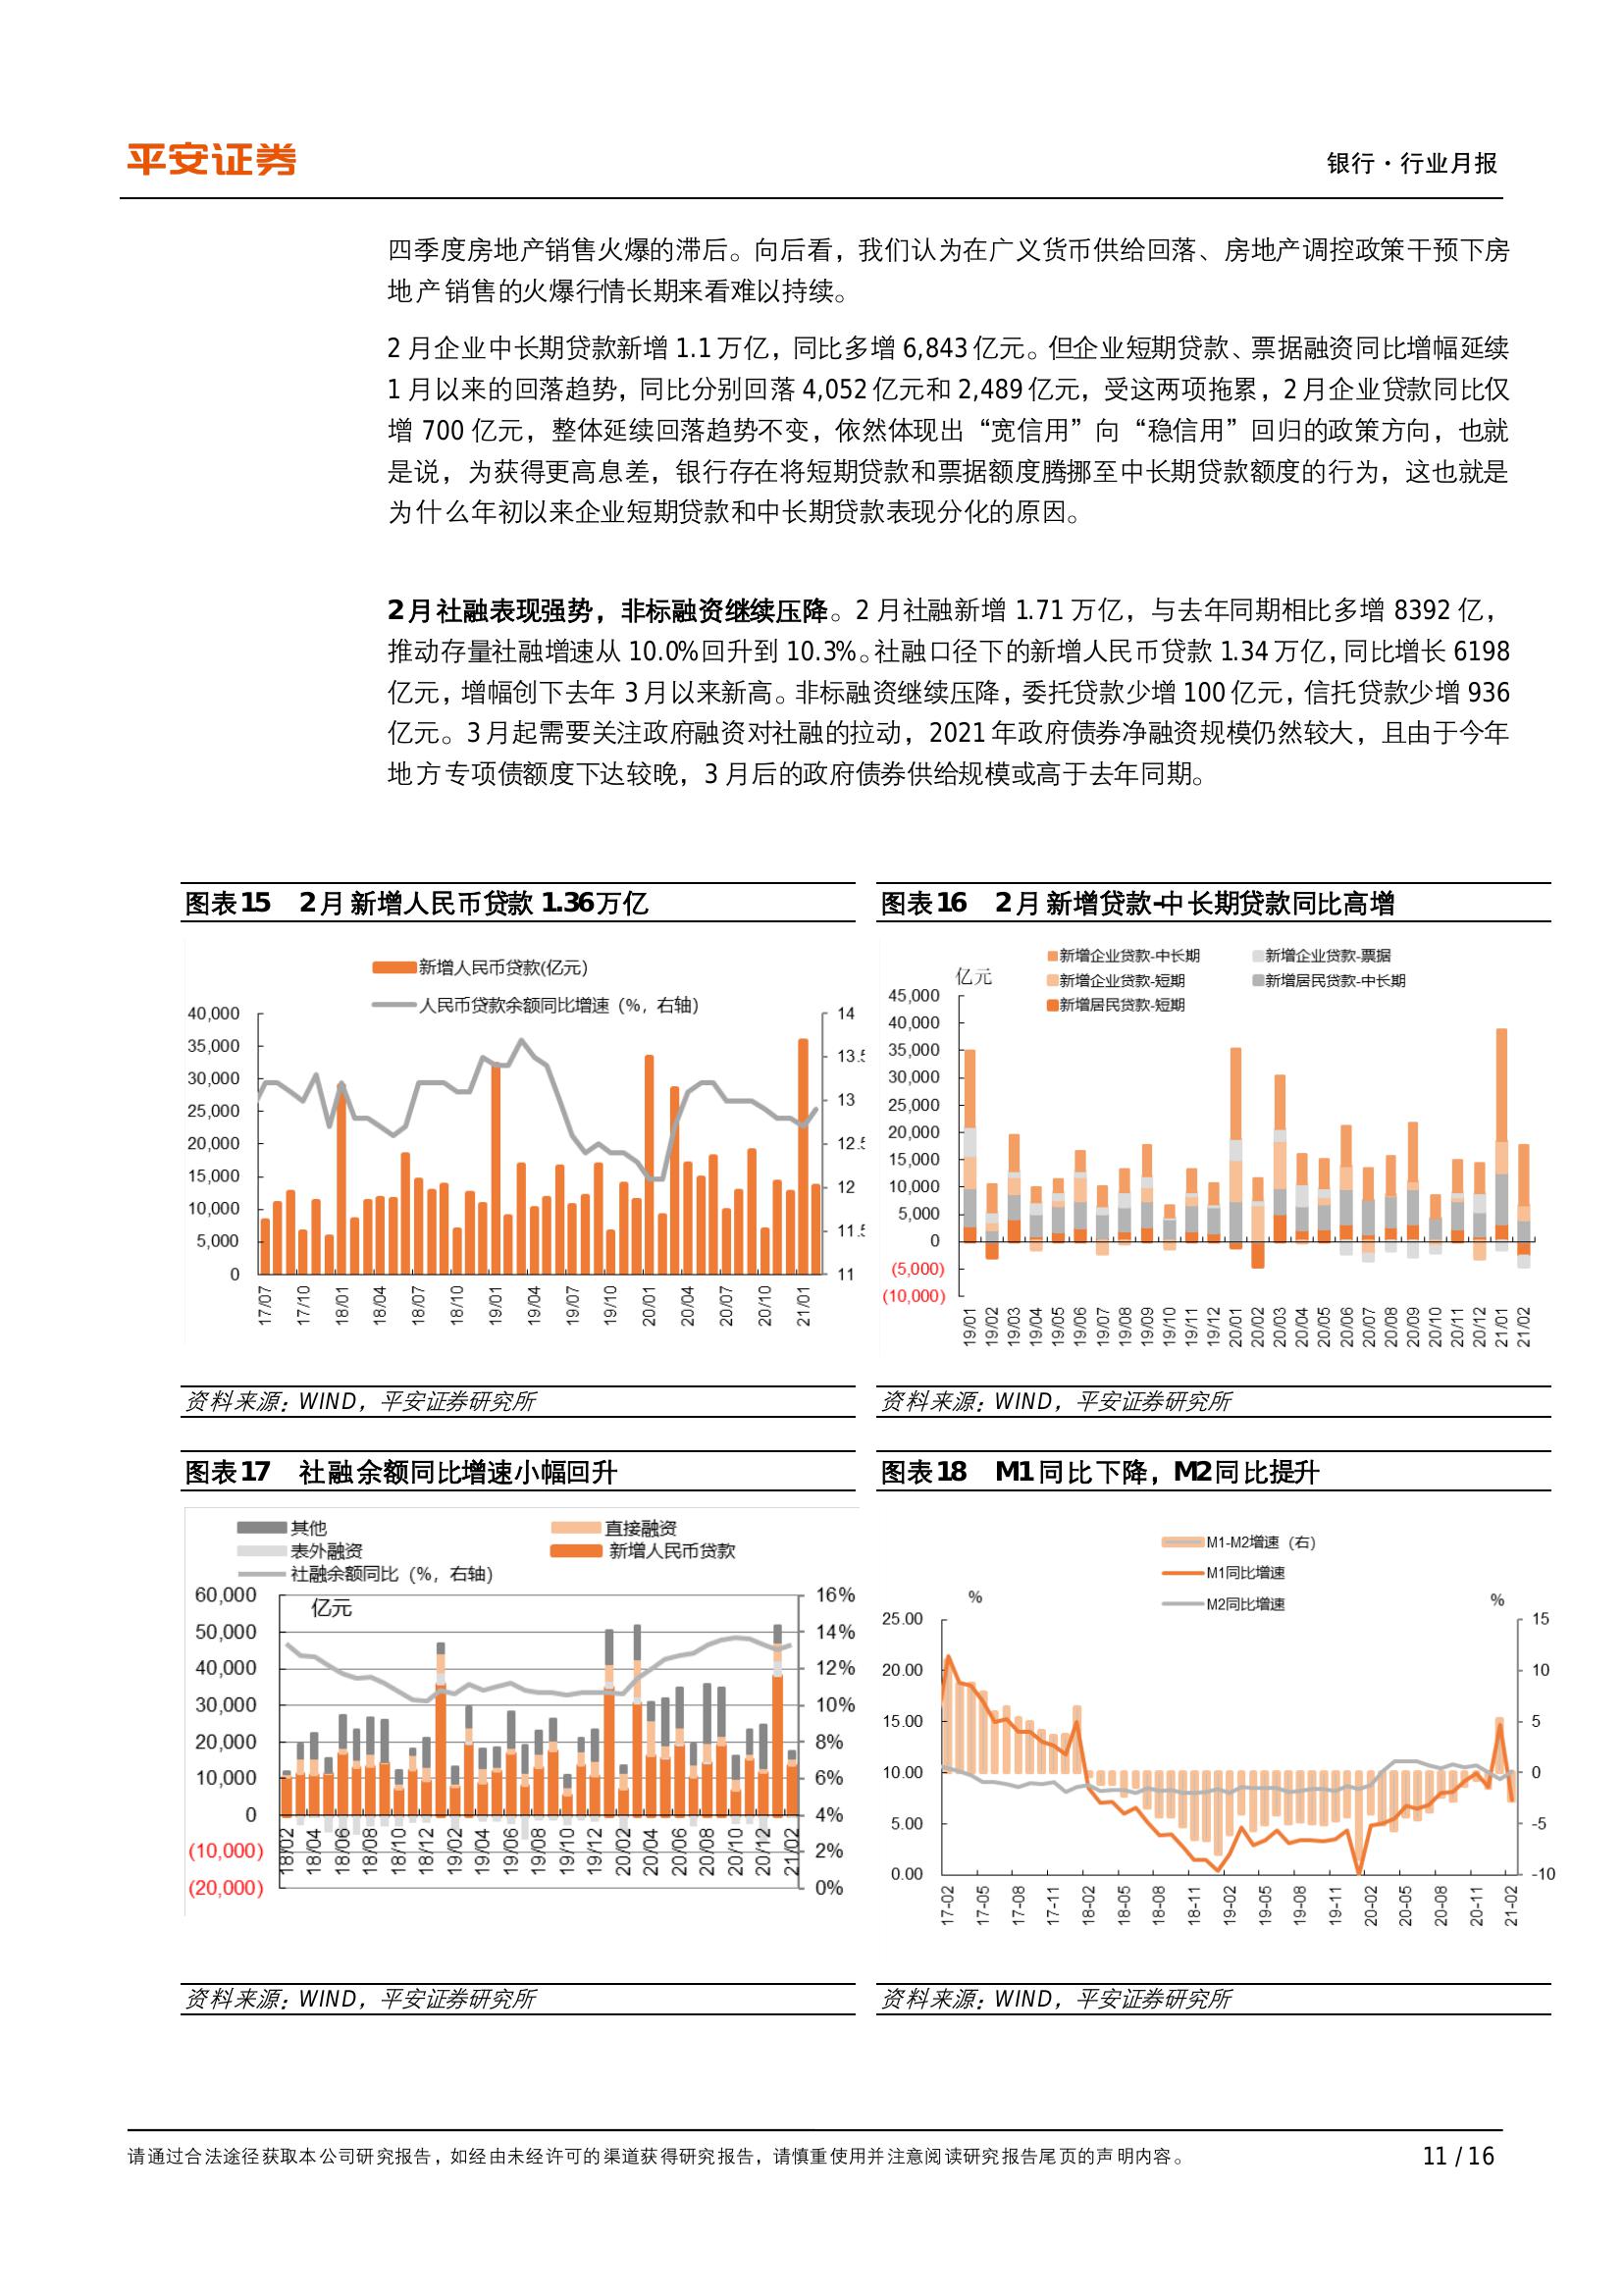 平安证券
银行·行业月报
四季度房地产销售火爆的滞后。向后看，我们认为在广义货币供给回落、房地产调控政策干预下房
地产销售的火爆行情长期来看难以持续。
2 月企业中长期贷款新增 1.1 万亿，同比多增 6,843 亿元。但企业短期贷款、票据融资同比增幅延续
1 月以来的回落趋势，同比分别回落 4,052 亿元和 2,489 亿元，受这两项拖累，2 月企业贷款同比仅
增 700 亿元，整体延续回落趋势不变，依然体现出“宽信用”向“稳信用”回归的政策方向，也就
是说，为获得更高息差，银行存在将短期贷款和票据额度腾挪至中长期贷款额度的行为，这也就是
为什么年初以来企业短期贷款和中长期贷款表现分化的原因。
2 月社融表现强势，非标融资继续压降。2 月社融新增 1.71 万亿，与去年同期相比多增 8392 亿，
推动存量社融增速从 10.0%回升到 10.3%。社融口径下的新增人民币贷款 1.34 万亿，同比增长 6198
亿元，增幅创下去年 3 月以来新高。非标融资继续压降，委托贷款少增 100 亿元，信托贷款少增 936
亿元。3 月起需要关注政府融资对社融的拉动，2021 年政府债券净融资规模仍然较大，且由于今年
地方专项债额度下达较晚，3 月后的政府债券供给规模或高于去年同期。
图表15 2月新增人民币贷款 1.36万亿
新增人民币贷款(亿元)
人民币贷款余额同比增速（%，右轴）
40,000
35,000
30,000
25,000
20,000
15,000
10,000
5,000
0
14
13.5
13
12.5
12
11.5
11
17/07 17/10 18/01 18/04 18/07 18/10 19/01 19/04 19/07 19/10 20/01 20/04 20/07 20/10 21/01
资料来源：WIND，平安证券研究所
图表16 2月新增贷款-中长期贷款同比高增
新增企业贷款-中长期 新增企业贷款-票据
新增企业贷款-短期 新增居民贷款-中长期
新增居民贷款-短期
亿元
45,000
40,000
35,000
30,000
25,000
20,000
15,000
10,000
5,000
0
(5,000)
(10,000)
19/01 19/02 19/03 19/04 19/05 19/06 19/07 19/08 19/09 19/10 19/11 19/12 20/01 20/02 20/03 20/04 20/05 20/06 20/07 20/08 20/09 20/10 20/11 20/12 21/01 21/02
资料来源：WIND，平安证券研究所
图表17 社融余额同比增速小幅回升
其他 直接融资
表外融资 新增人民币贷款
社融余额同比（%，右轴）
亿元
60,000
50,000
40,000
30,000
20,000
10,000
0
(10,000)
(20,000)
16%
14%
12%
10%
8%
6%
4%
2%
0%
18/02 18/04 18/06 18/08 18/10 18/12 19/02 19/04 19/06 19/08 19/10 19/12 20/02 20/04 20/06 20/08 20/10 20/12 21/02
资料来源：WIND，平安证券研究所
图表18 M1同比下降，M2同比提升
M1-M2增速（右）
M1同比增速
M2同比增速
%
%
25.00
20.00
15.00
10.00
5.00
0.00
15
10
5
0
-5
-10
17-02 17-05 17-08 17-11 18-02 18-05 18-08 18-11 19-02 19-05 19-08 19-11 20-02 20-05 20-08 20-11 21-02
资料来源：WIND，平安证券研究所
请通过合法途径获取本公司研究报告，如经由未经许可的渠道获得研究报告，请慎重使用并注意阅读研究报告尾页的声明内容。
11 / 16